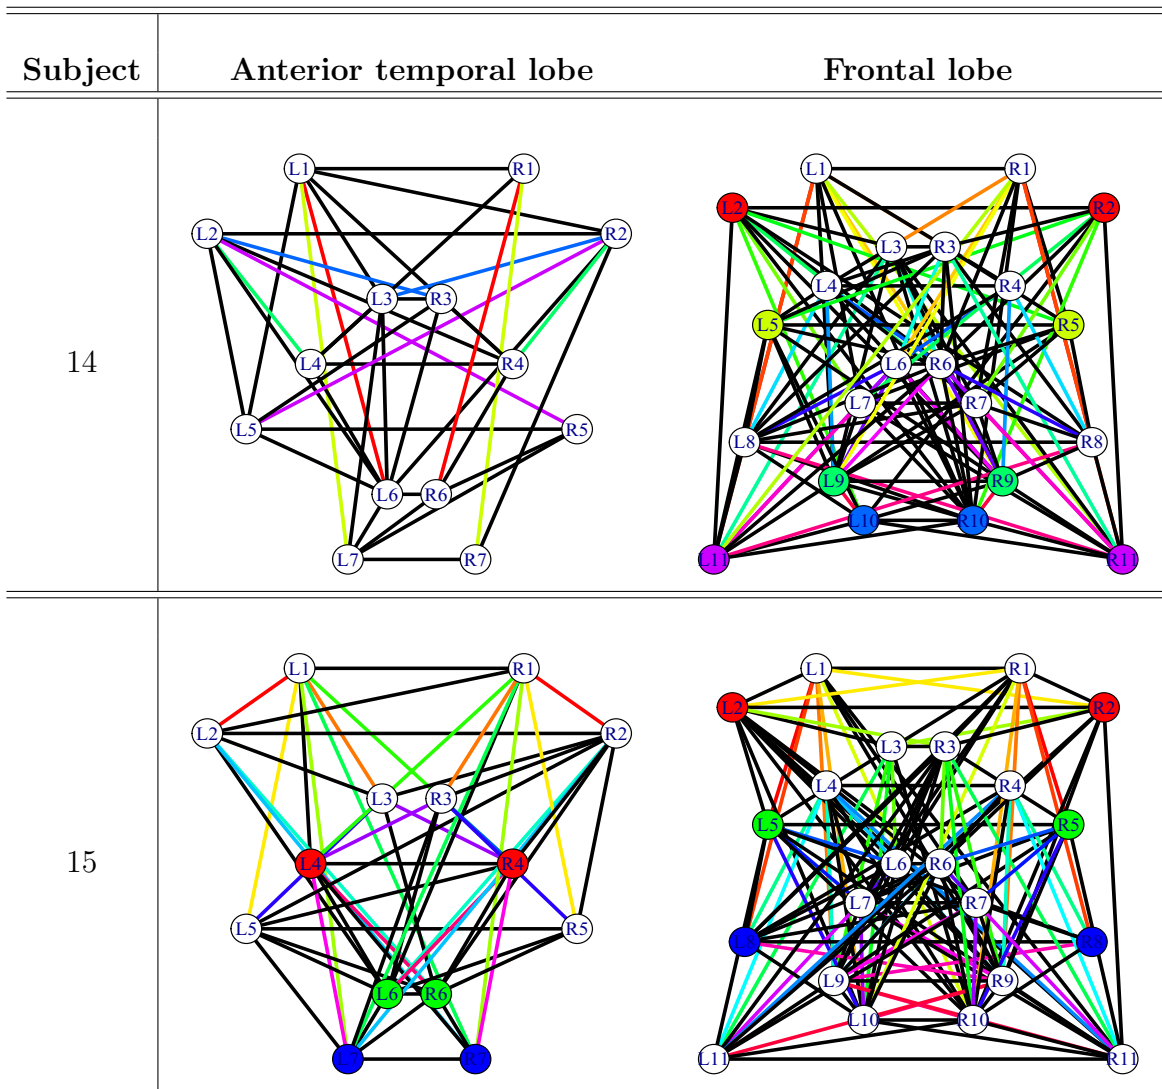 Subject Anterior temporal lobe Frontal lobe
14
L1 R1 L1 R1
L2 R2 L2 R2
L3 R3 L3 R3
L4 R4 L4 R4
L5 R5 L5 R5
L6 R6 L6 R6
L7 R7 L7 R7
L8 R8
L9 R9
L10 R10
L11 R11
15
L1 R1 L1 R1
L2 R2 L2 R2
L3 R3 L3 R3
L4 R4 L4 R4
L5 R5 L5 R5
L6 R6 L6 R6
L7 R7 L7 R7
L8 R8
L9 R9
L10 R10
L11 R11